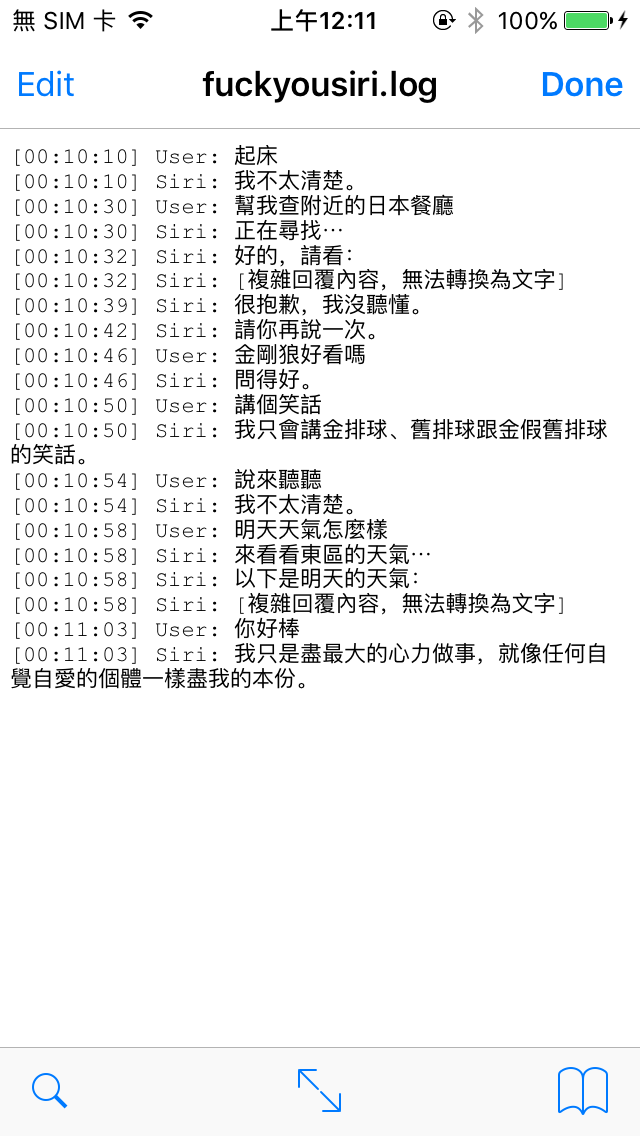 無 SIM 卡 上午12:11 100%
Edit fuckyousiri.log Done
[00:10:10] User: 起床
[00:10:10] Siri: 我不太清楚。
[00:10:30] User: 幫我查附近的日本餐廳
[00:10:30] Siri: 正在尋找⋯
[00:10:32] Siri: 好的，請看：
[00:10:32] Siri: [複雜回覆內容，無法轉換為文字]
[00:10:39] Siri: 很抱歉，我沒聽懂。
[00:10:42] Siri: 請你再說一次。
[00:10:46] User: 金剛狼好看嗎
[00:10:46] Siri: 問得好。
[00:10:50] User: 講個笑話
[00:10:50] Siri: 我只會講金排球、舊排球跟金假舊排球
的笑話。
[00:10:54] User: 說來聽聽
[00:10:54] Siri: 我不太清楚。
[00:10:58] User: 明天天氣怎麼樣
[00:10:58] Siri: 來看看東區的天氣⋯
[00:10:58] Siri: 以下是明天的天氣：
[00:10:58] Siri: [複雜回覆內容，無法轉換為文字]
[00:11:03] User: 你好棒
[00:11:03] Siri: 我只是盡最大的心力做事，就像任何自
覺自愛的個體一樣盡我的本份。